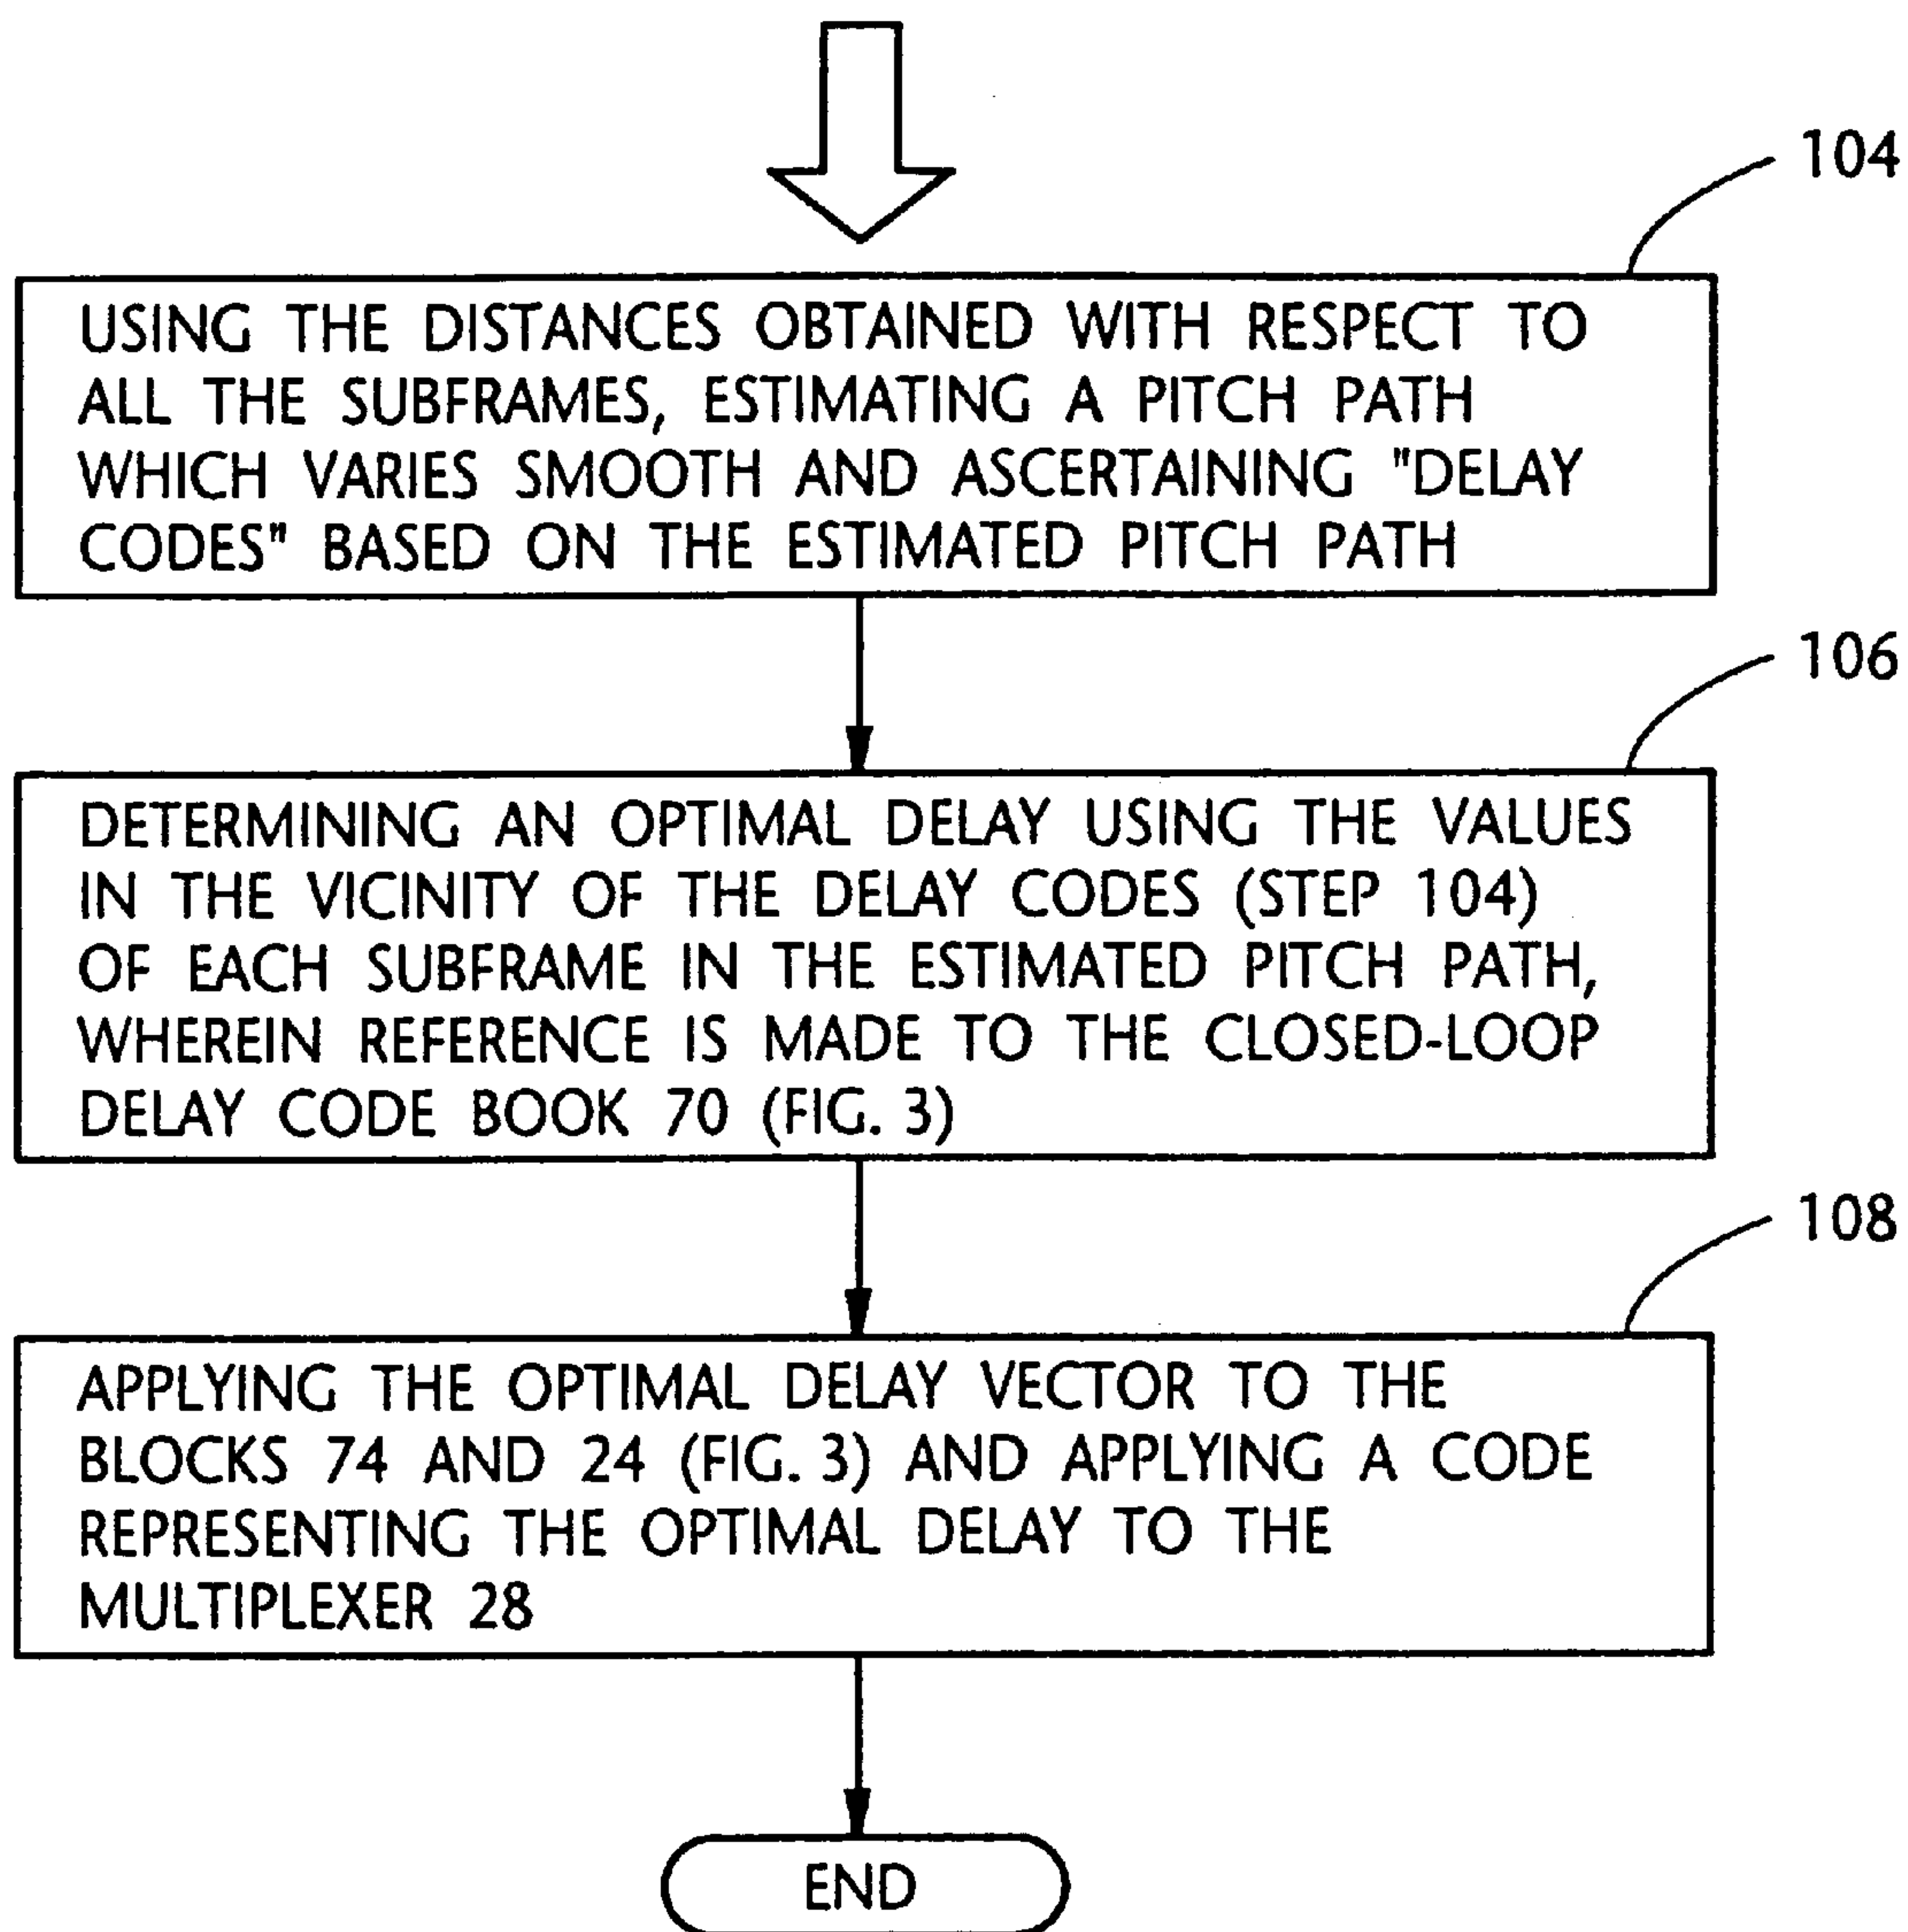 104
USING THE DISTANCES OBTAINED WITH RESPECT TO
ALL THE SUBFRAMES, ESTIMATING A PITCH PATH
WHICH VARIES SMOOTH AND ASCERTAINING "DELAY
CODES" BASED ON THE ESTIMATED PITCH PATH
106
DETERMINING AN OPTIMAL DELAY USING THE VALUES
IN THE VICINITY OF THE DELAY CODES (STEP 104)
OF EACH SUBFRAME IN THE ESTIMATED PITCH PATH,
WHEREIN REFERENCE IS MADE TO THE CLOSED-LOOP
DELAY CODE BOOK 70 (FIG. 3)
108
APPLYING THE OPTIMAL DELAY VECTOR TO THE
BLOCKS 74 AND 24 (FIG. 3) AND APPLYING A CODE
REPRESENTING THE OPTIMAL DELAY TO THE
MULTIPLEXER 28
END